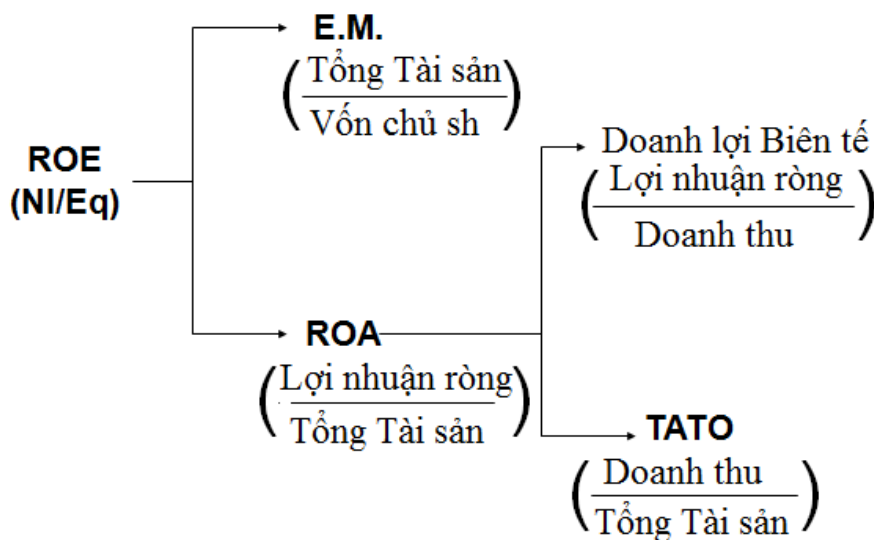 E.M.
Tổng Tài sản
Vốn chủ sh
ROE
(NI/Eq)
Doanh lợi Biên tế
Lợi nhuận ròng
Doanh thu
ROA
Lợi nhuận ròng
Tổng Tài sản
TATO
Doanh thu
Tổng Tài sản